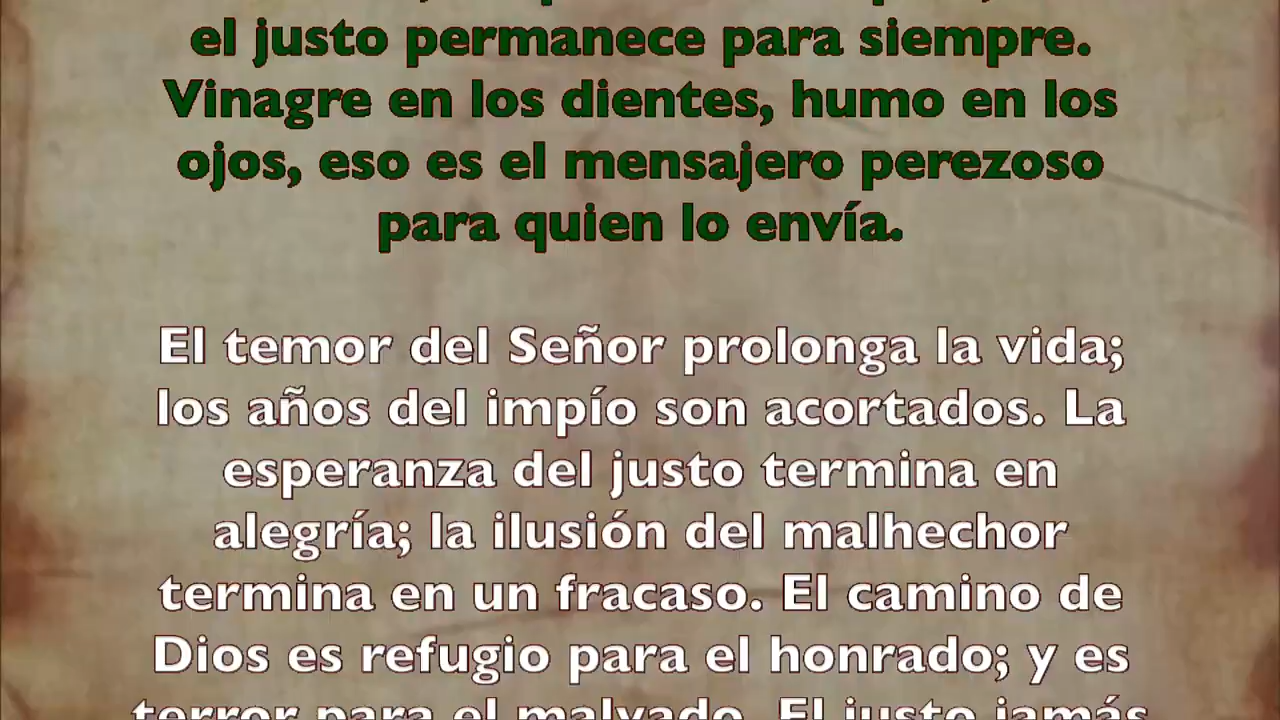 el justo permanece para siempre.
Vinagre en los dientes, humo en los
ojos, eso es el mensajero perezoso
para quien lo envía.
El temor del Señor prolonga la vida;
los años del impío son acortados. La
esperanza del justo termina en
alegría; la ilusión del malhechor
termina en un fracaso. El camino de
Dios es refugio para el honrado; y es
terror para el malvado. El justo jamás